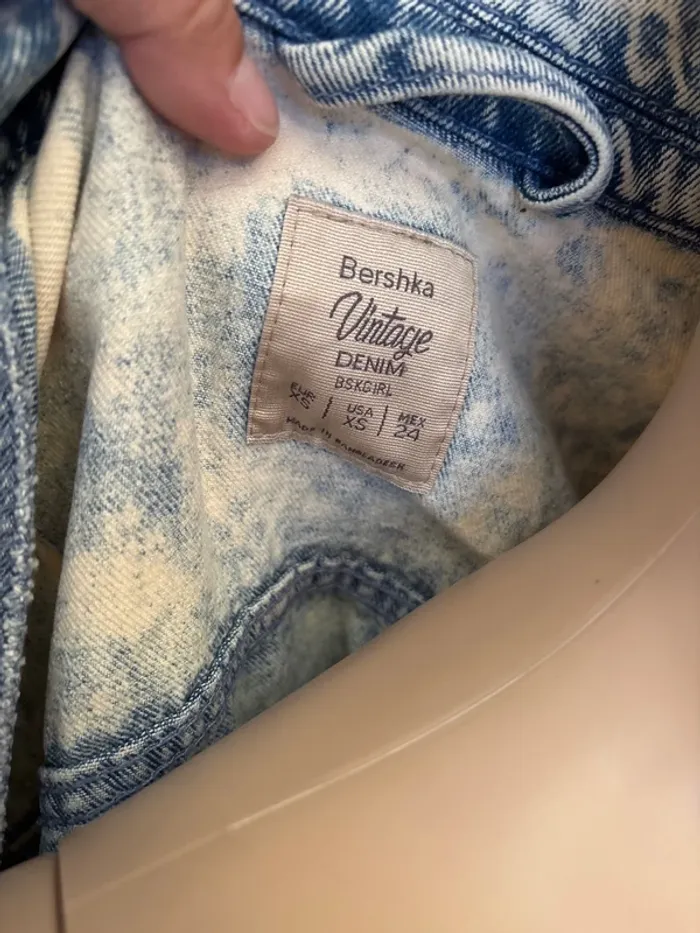 Bershka
Vintage
DENIM
BSKGIRL
EUR XS | USA XS | MEX 24
MADE IN BANGLADESH